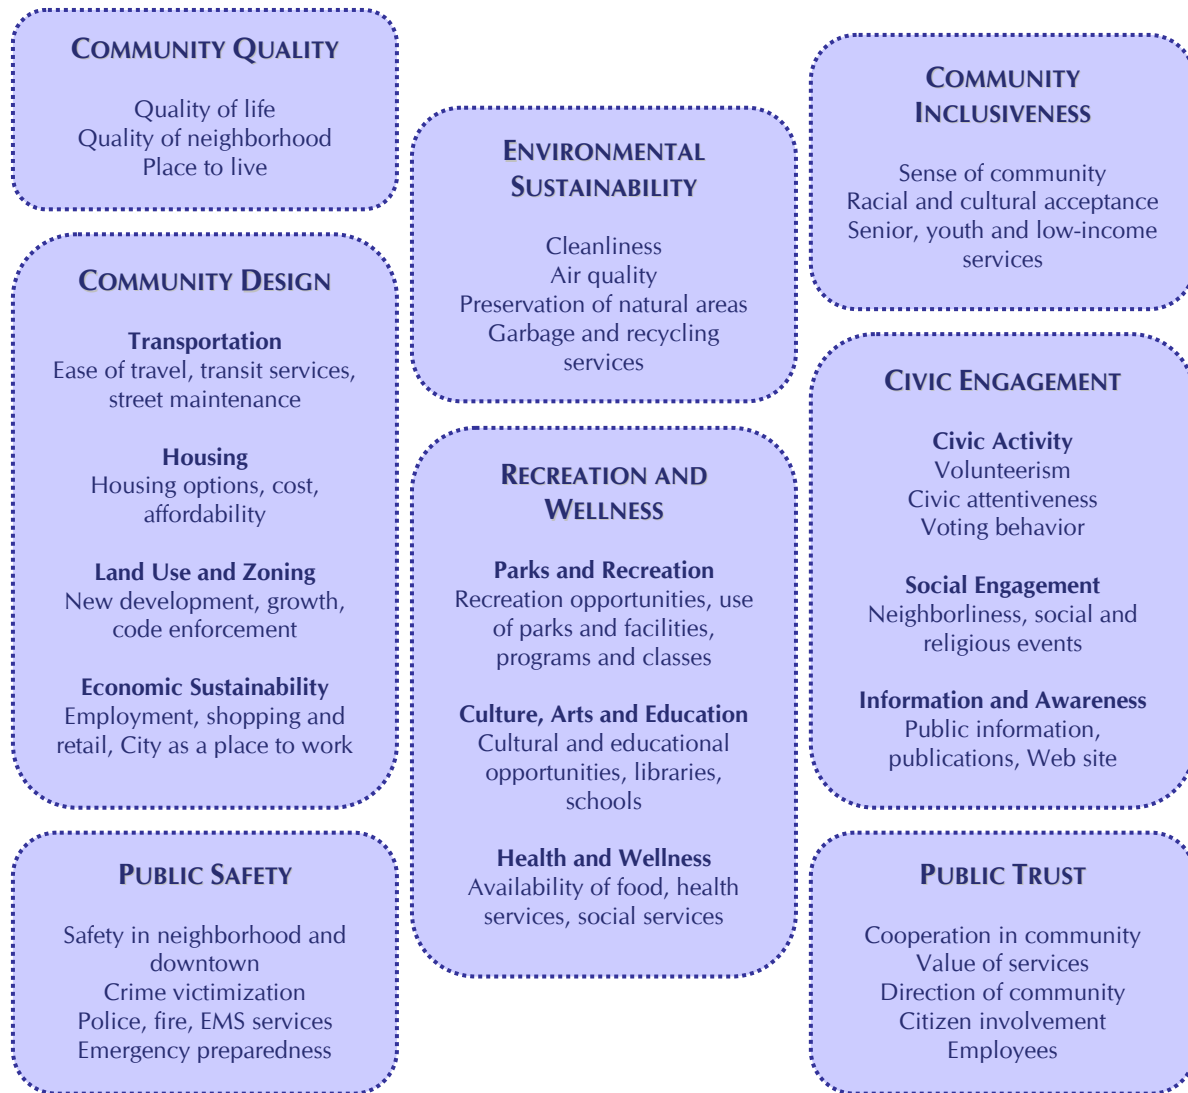 COMMUNITY QUALITY
Quality of life
Quality of neighborhood
Place to live
COMMUNITY DESIGN
Transportation
Ease of travel, transit services,
street maintenance
Housing
Housing options, cost,
affordability
Land Use and Zoning
New development, growth,
code enforcement
Economic Sustainability
Employment, shopping and
retail, City as a place to work
PUBLIC SAFETY
Safety in neighborhood and
downtown
Crime victimization
Police, fire, EMS services
Emergency preparedness
ENVIRONMENTAL
SUSTAINABILITY
Cleanliness
Air quality
Preservation of natural areas
Garbage and recycling
services
RECREATION AND
WELLNESS
Parks and Recreation
Recreation opportunities, use
of parks and facilities,
programs and classes
Culture, Arts and Education
Cultural and educational
opportunities, libraries,
schools
Health and Wellness
Availability of food, health
services, social services
COMMUNITY
INCLUSIVENESS
Sense of community
Racial and cultural acceptance
Senior, youth and low-income
services
CIVIC ENGAGEMENT
Civic Activity
Volunteerism
Civic attentiveness
Voting behavior
Social Engagement
Neighborliness, social and
religious events
Information and Awareness
Public information,
publications, Web site
PUBLIC TRUST
Cooperation in community
Value of services
Direction of community
Citizen involvement
Employees